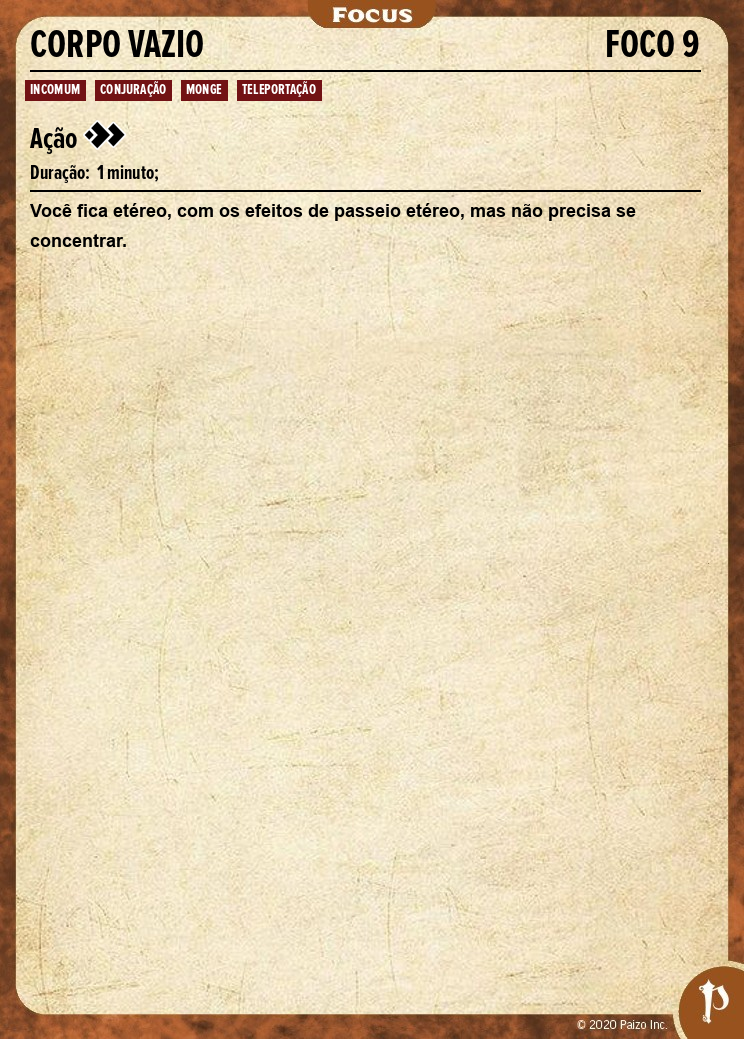 Focus
CORPO VAZIO FOCO 9
INCOMUM CONJURAÇÃO MONGE TELEPORTAÇÃO
Ação
Duração: 1 minuto;
Você fica etéreo, com os efeitos de passeio etéreo, mas não precisa se
concentrar.
© 2020 Paizo Inc.